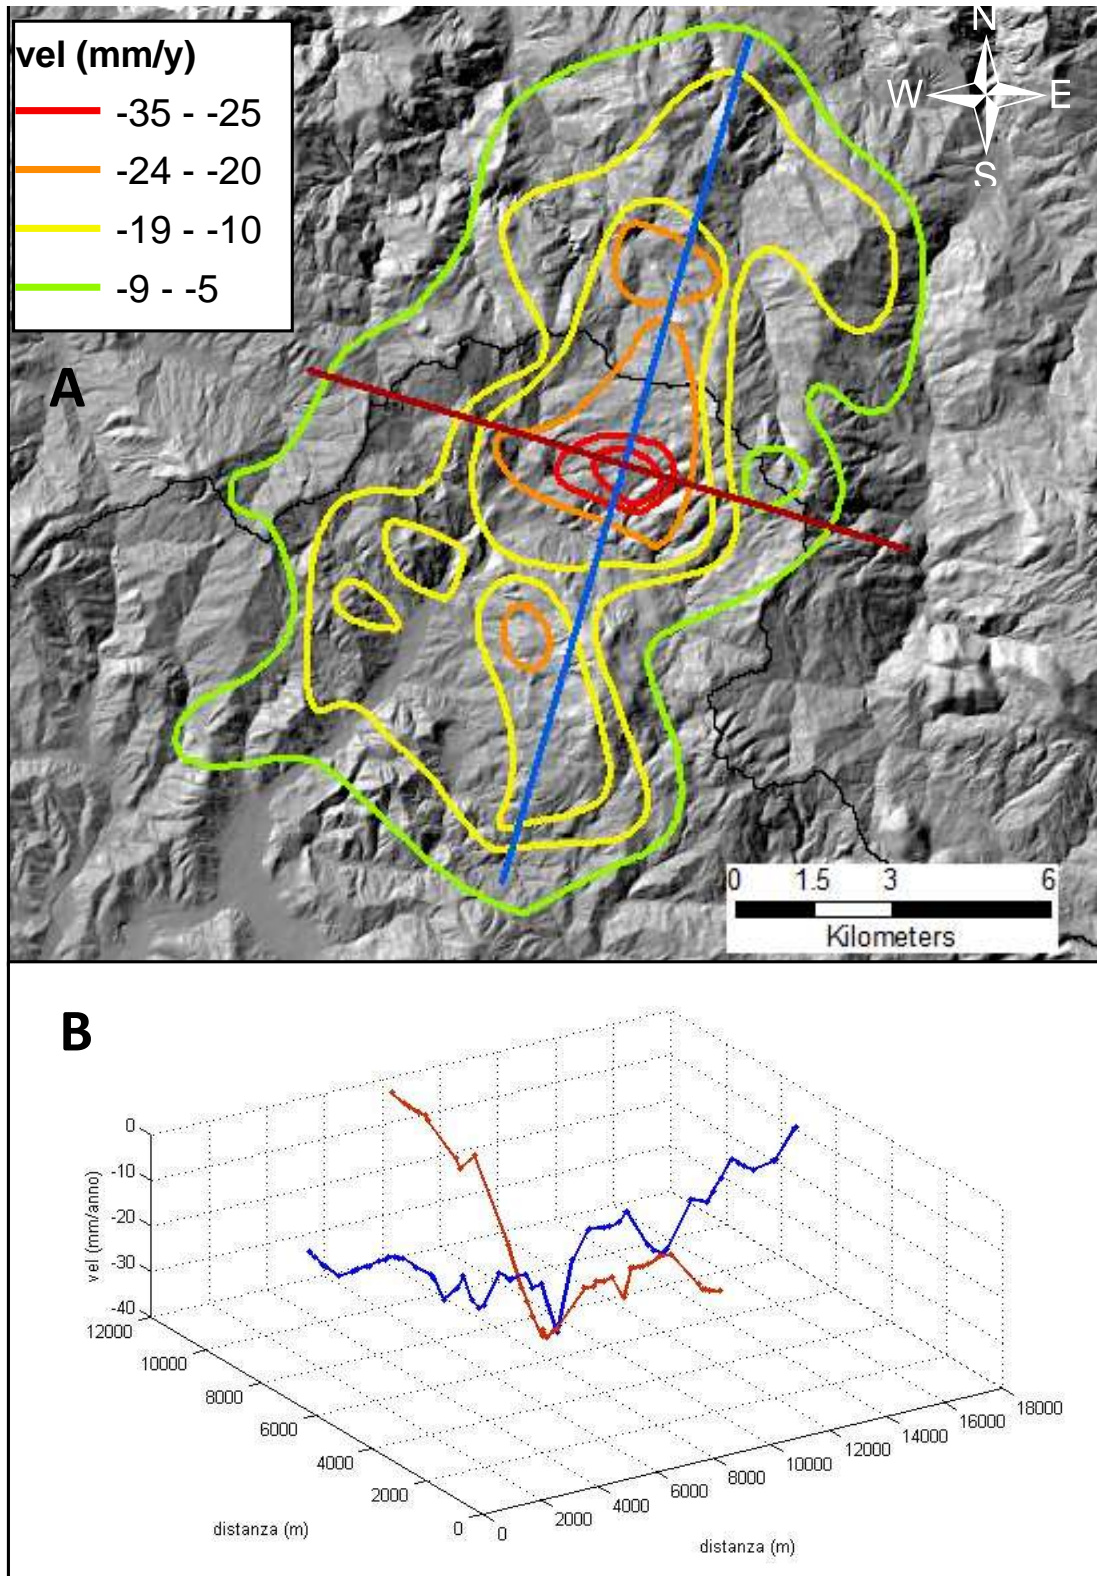 vel (mm/y)
-35 - -25
-24 - -20
-19 - -10
-9 - -5
N
W E
S
A
0 1.5 3 6
Kilometers
B
0
-10
-20
-30
-40
vel (mm/anno)
12000
10000
8000
6000
4000
2000
0
distanza (m)
0
2000
4000
6000
8000
10000
12000
14000
16000
18000
distanza (m)